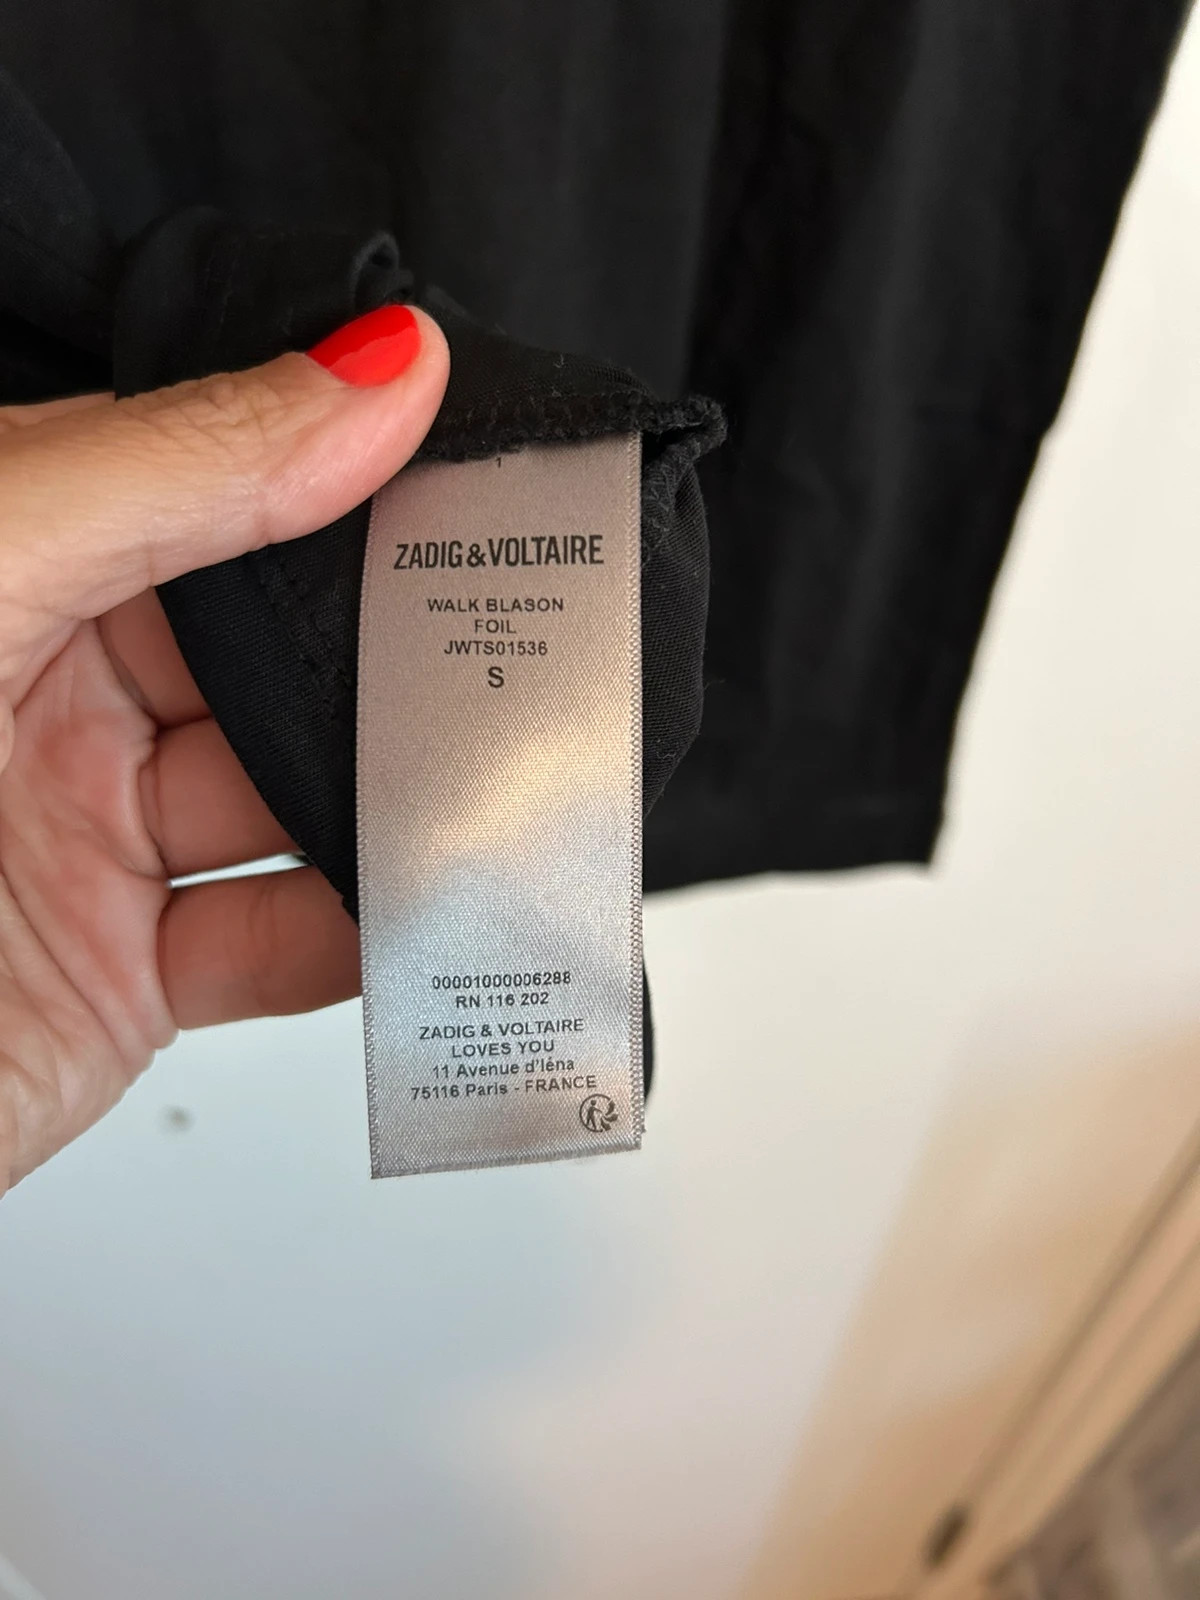 1
ZADIG & VOLTAIRE
WALK BLASON
FOIL
JWTS01536
S
00001000006288
RN 116 202
ZADIG & VOLTAIRE
LOVES YOU
11 Avenue d'Iéna
75116 Paris - FRANCE